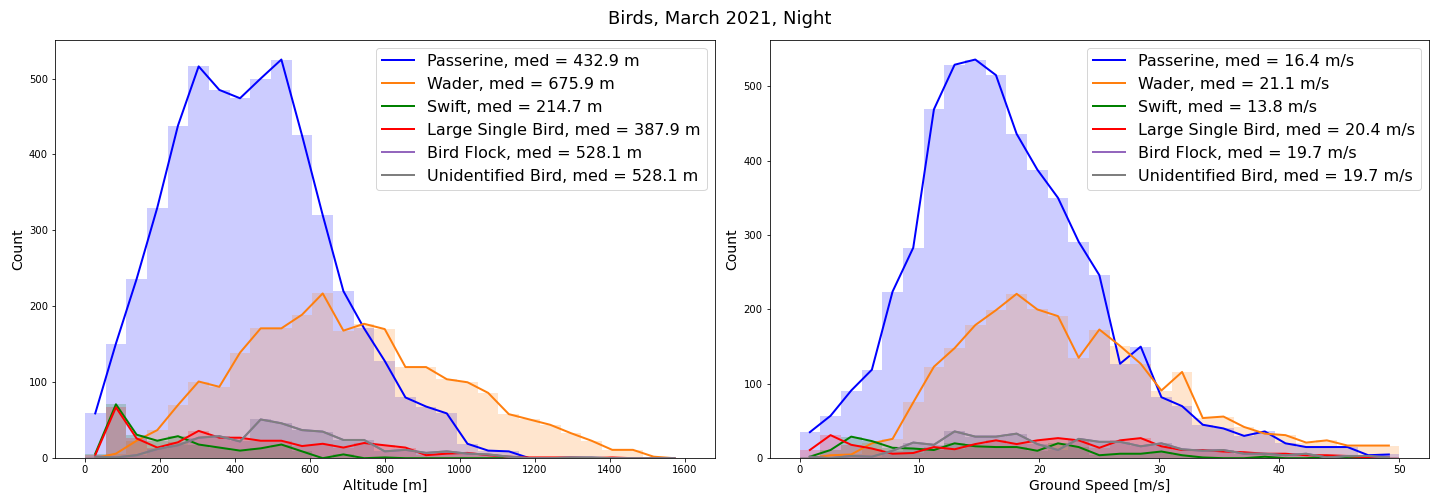 Birds, March 2021, Night
Passerine, med = 432.9 m
Wader, med = 675.9 m
Swift, med = 214.7 m
Large Single Bird, med = 387.9 m
Bird Flock, med = 528.1 m
Unidentified Bird, med = 528.1 m
Count
500
400
300
200
100
0
0 200 400 600 800 1000 1200 1400 1600
Altitude [m]
Passerine, med = 16.4 m/s
Wader, med = 21.1 m/s
Swift, med = 13.8 m/s
Large Single Bird, med = 20.4 m/s
Bird Flock, med = 19.7 m/s
Unidentified Bird, med = 19.7 m/s
Count
500
400
300
200
100
0
0 10 20 30 40 50
Ground Speed [m/s]